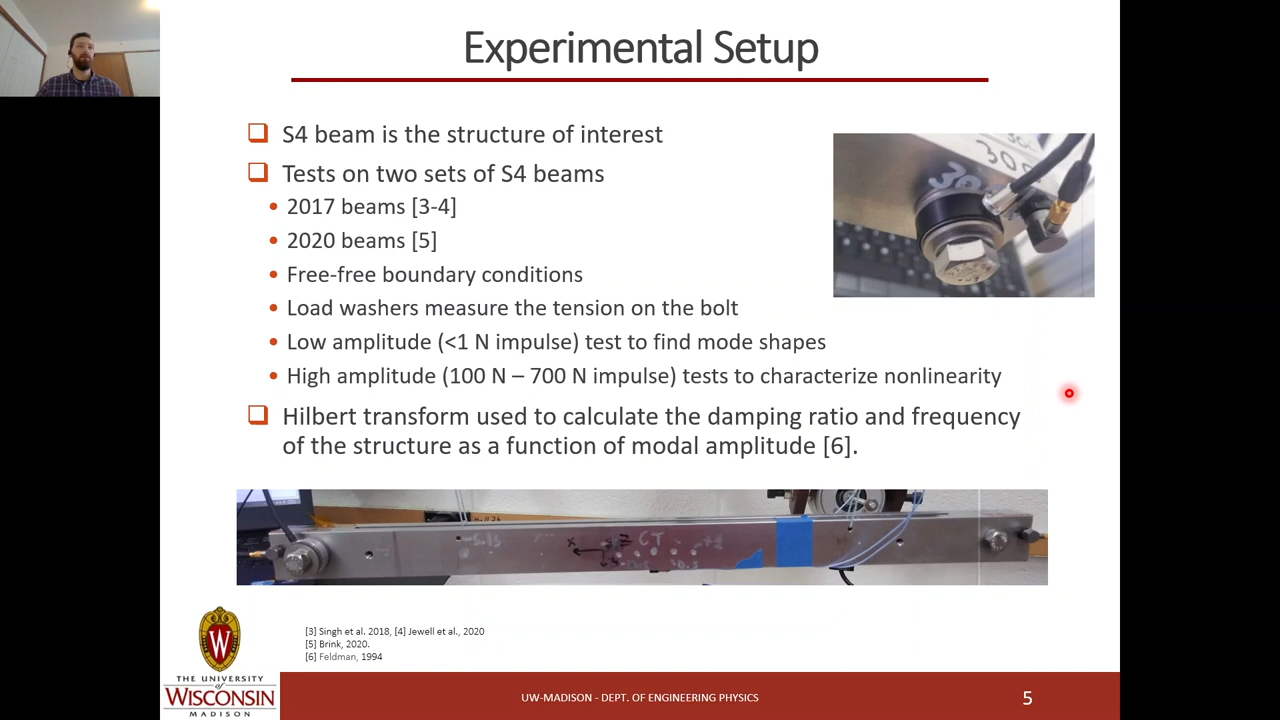 Experimental Setup
S4 beam is the structure of interest
Tests on two sets of S4 beams
2017 beams [3-4]
2020 beams [5]
Free-free boundary conditions
Load washers measure the tension on the bolt
Low amplitude (<1 N impulse) test to find mode shapes
High amplitude (100 N – 700 N impulse) tests to characterize nonlinearity
Hilbert transform used to calculate the damping ratio and frequency
of the structure as a function of modal amplitude [6].
30
CT
[3] Singh et al. 2018, [4] Jewell et al., 2020
[5] Brink, 2020.
[6] Feldman, 1994
W
THE UNIVERSITY
of
WISCONSIN
MADISON
UW-MADISON - DEPT. OF ENGINEERING PHYSICS
5